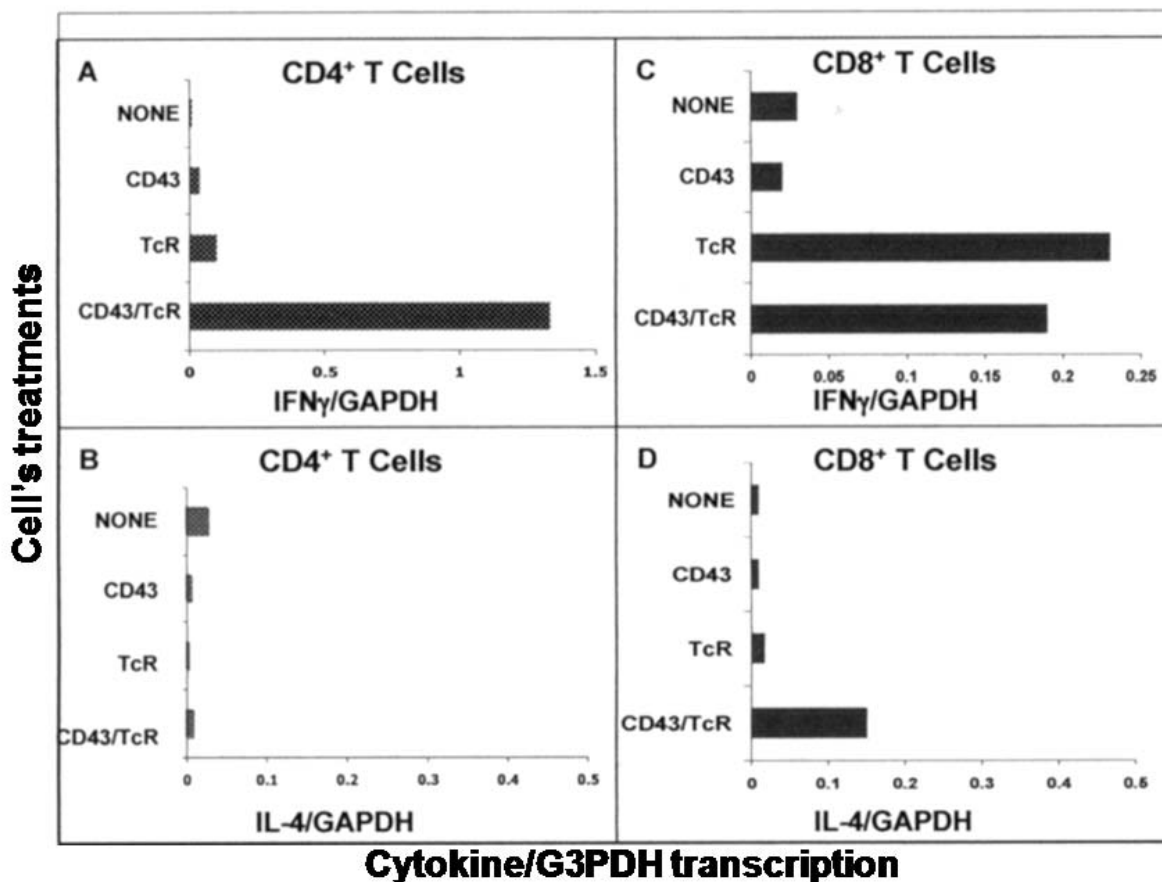 Cell's treatments
A
CD4⁺ T Cells
NONE
CD43
TcR
CD43/TcR
0
0.5
1
1.5
IFNγ/GAPDH
C
CD8⁺ T Cells
NONE
CD43
TcR
CD43/TcR
0
0.05
0.1
0.15
0.2
0.25
IFNγ/GAPDH
B
CD4⁺ T Cells
NONE
CD43
TcR
CD43/TcR
0
0.1
0.2
0.3
0.4
0.5
IL-4/GAPDH
D
CD8⁺ T Cells
NONE
CD43
TcR
CD43/TcR
0
0.1
0.2
0.3
0.4
0.5
IL-4/GAPDH
Cytokine/G3PDH transcription